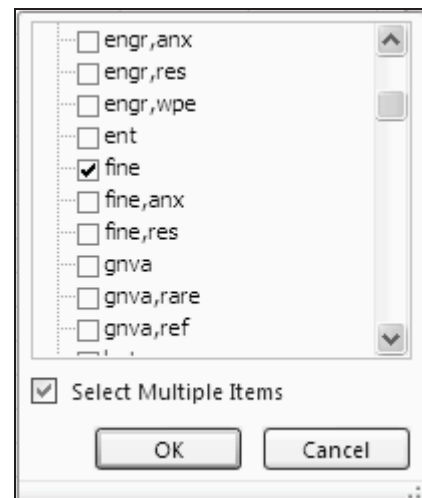 engr,anx
engr,res
engr,wpe
ent
fine
fine,anx
fine,res
gnva
gnva,rare
gnva,ref
Select Multiple Items
OK Cancel